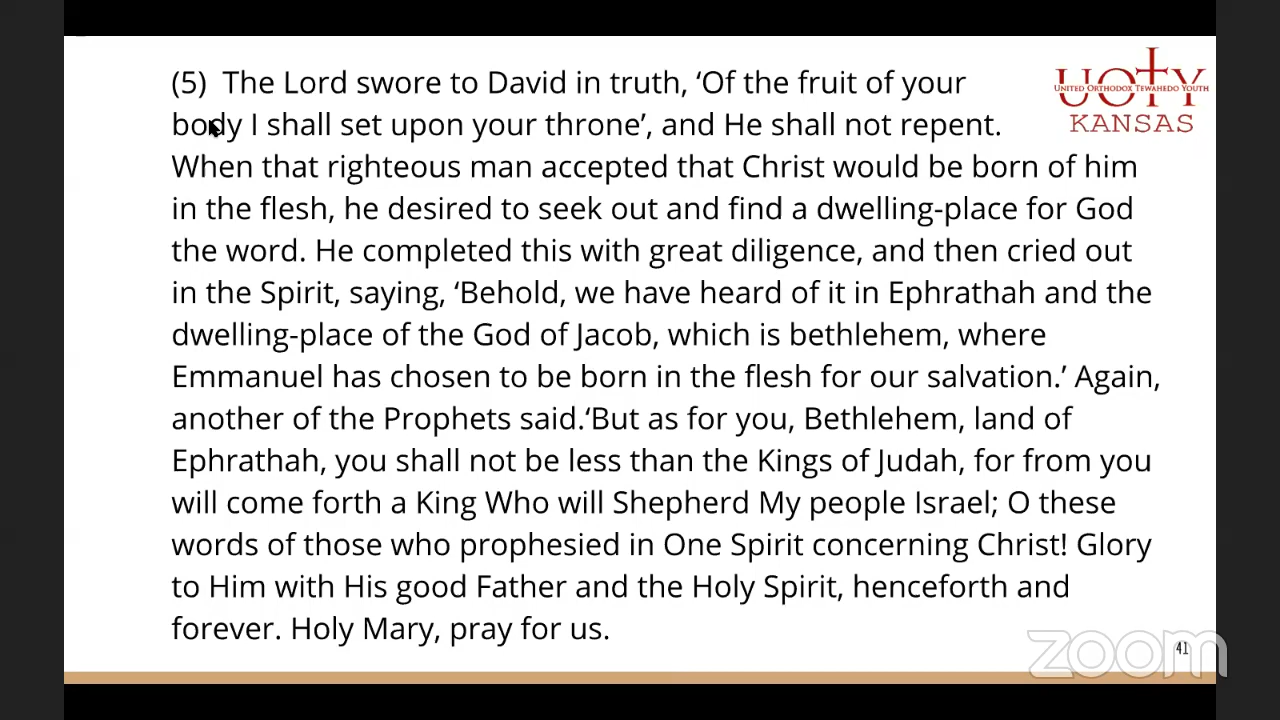 (5) The Lord swore to David in truth, ‘Of the fruit of your
body I shall set upon your throne’, and He shall not repent.
When that righteous man accepted that Christ would be born of him
in the flesh, he desired to seek out and find a dwelling-place for God
the word. He completed this with great diligence, and then cried out
in the Spirit, saying, ‘Behold, we have heard of it in Ephrathah and the
dwelling-place of the God of Jacob, which is bethlehem, where
Emmanuel has chosen to be born in the flesh for our salvation.’ Again,
another of the Prophets said.‘But as for you, Bethlehem, land of
Ephrathah, you shall not be less than the Kings of Judah, for from you
will come forth a King Who will Shepherd My people Israel; O these
words of those who prophesied in One Spirit concerning Christ! Glory
to Him with His good Father and the Holy Spirit, henceforth and
forever. Holy Mary, pray for us.
UOTY
UNITED ORTHODOX TEWAHEDO YOUTH
KANSAS
zoom
41